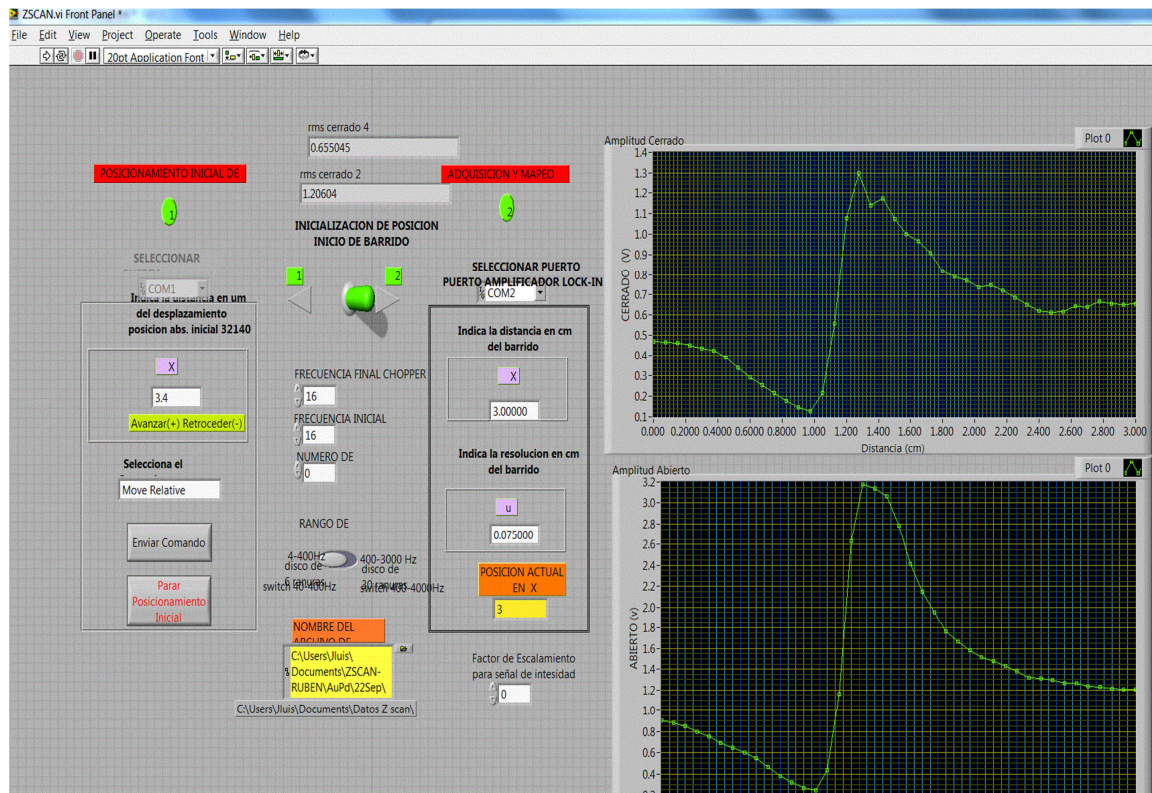 ZSCAN.vi Front Panel *
File Edit View Project Operate Tools Window Help
20pt Application Font
rms cerrado 4
0.655045
rms cerrado 2
1.20604
POSICIONAMIENTO INICIAL DE
1
ADQUISICION Y MAPEO
2
INICIALIZACION DE POSICION
INICIO DE BARRIDO
1
2
SELECCIONAR
COM1
Indica la distancia en um
del desplazamiento
posicion abs. inicial 32140
X
3.4
Avanzar(+) Retroceder(-)
Selecciona el
Move Relative
Enviar Comando
Parar
Posicionamiento
Inicial
FRECUENCIA FINAL CHOPPER
16
FRECUENCIA INICIAL
16
NUMERO DE
0
RANGO DE
4-400Hz
disco de
6 ranuras
switch 40-400Hz
400-3000 Hz
disco de
30 ranuras
switch 400-4000Hz
NOMBRE DEL
ARCHIVO DE
C:\Users\Jluis\
Documents\ZSCAN-
RUBEN\AuPd\22Sep\
C:\Users\Jluis\Documents\Datos Z scan\
SELECCIONAR PUERTO
PUERTO AMPLIFICADOR LOCK-IN
COM2
Indica la distancia en cm
del barrido
X
3.00000
Indica la resolucion en cm
del barrido
u
0.075000
POSICION ACTUAL
EN X
3
Factor de Escalamiento
para señal de intesidad
0
Amplitud Cerrado
Plot 0
CERRADO (V)
1.4
1.3
1.2
1.1
1.0
0.9
0.8
0.7
0.6
0.5
0.4
0.3
0.2
0.1
0.000 0.2000 0.4000 0.6000 0.8000 1.000 1.200 1.400 1.600 1.800 2.000 2.200 2.400 2.600 2.800 3.000
Distancia (cm)
Amplitud Abierto
Plot 0
ABIERTO (v)
3.2
3.0
2.8
2.6
2.4
2.2
2.0
1.8
1.6
1.4
1.2
1.0
0.8
0.6
0.4
0.2